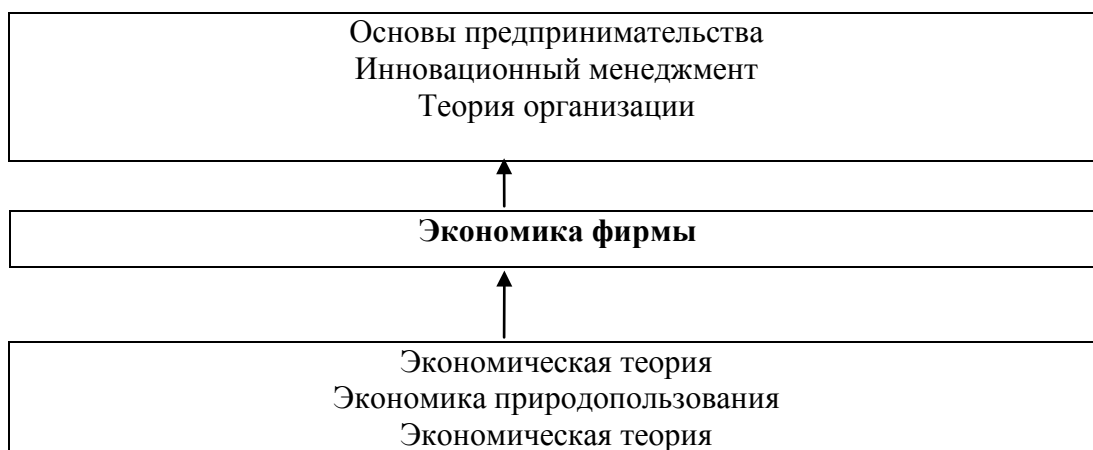 Основы предпринимательства
Инновационный менеджмент
Теория организации
Экономика фирмы
Экономическая теория
Экономика природопользования
Экономическая теория